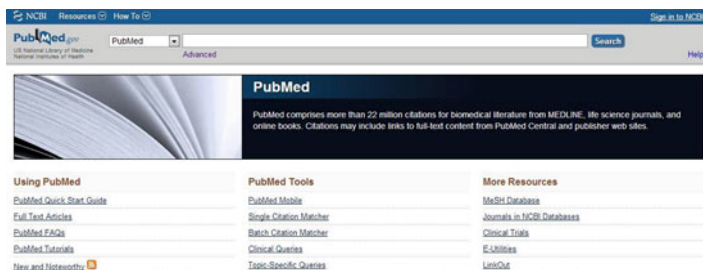 NCBI Resources How To Sign in to NCBI
PubMed.gov PubMed Search
US National Library of Medicine
National Institutes of Health
Advanced Help
PubMed
PubMed comprises more than 22 million citations for biomedical literature from MEDLINE, life science journals, and
online books. Citations may include links to full-text content from PubMed Central and publisher web sites.
Using PubMed
PubMed Quick Start Guide
Full Text Articles
PubMed FAQs
PubMed Tutorials
New and Noteworthy
PubMed Tools
PubMed Mobile
Single Citation Matcher
Batch Citation Matcher
Clinical Queries
Topic-Specific Queries
More Resources
MeSH Database
Journals in NCBI Databases
Clinical Trials
E-Utilities
LinkOut